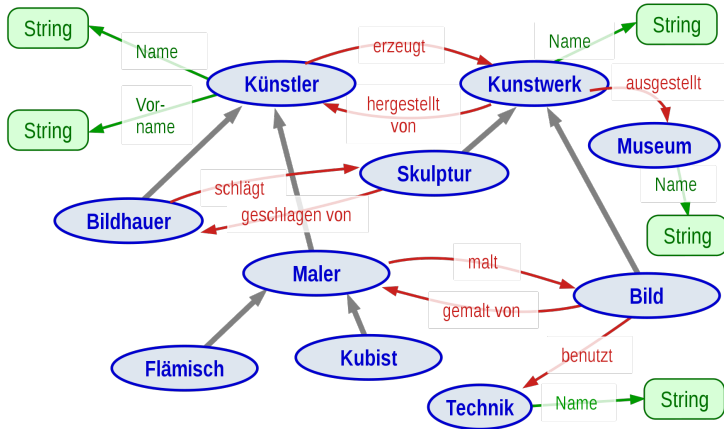 String
String
Name
Name
erzeugt
Künstler
Kunstwerk
ausgestellt
Vor-
name
hergestellt
von
String
Museum
Skulptur
Name
schlägt
geschlagen von
Bildhauer
String
malt
Maler
Bild
gemalt von
benutzt
Kubist
Flämisch
Technik
Name
String